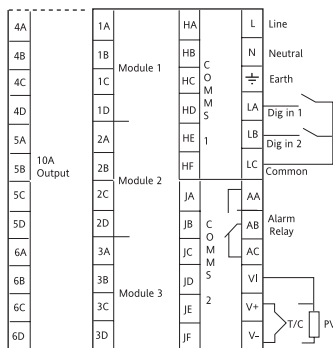 4A 1A HA L Line
4B 1B HB N Neutral
4C 1C HC Earth
4D 1D HD LA
Module 1
COMMS 1
Dig in 1
5A 2A HE LB
Dig in 2
5B 2B HF LC
10A
Output
Common
5C 2C JA AA
Module 2
5D 2D JB AB
Alarm
Relay
6A 3A JC AC
COMMS 2
6B 3B JD VI
Module 3
6C 3C JE V+
T/C PV
6D 3D JF V−